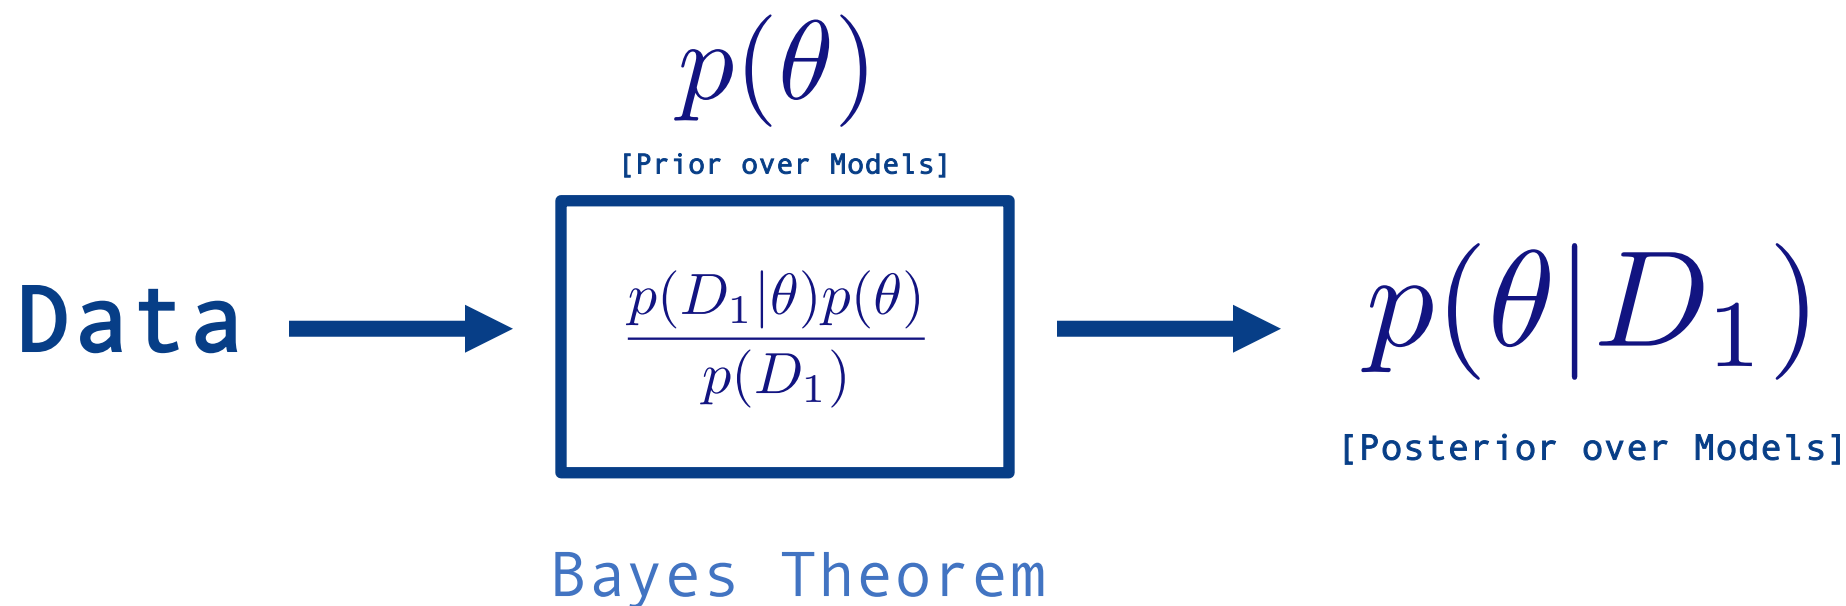 p(θ)
[Prior over Models]
p(D₁|θ)p(θ)
p(D₁)
Data
p(θ|D₁)
[Posterior over Models]
Bayes Theorem